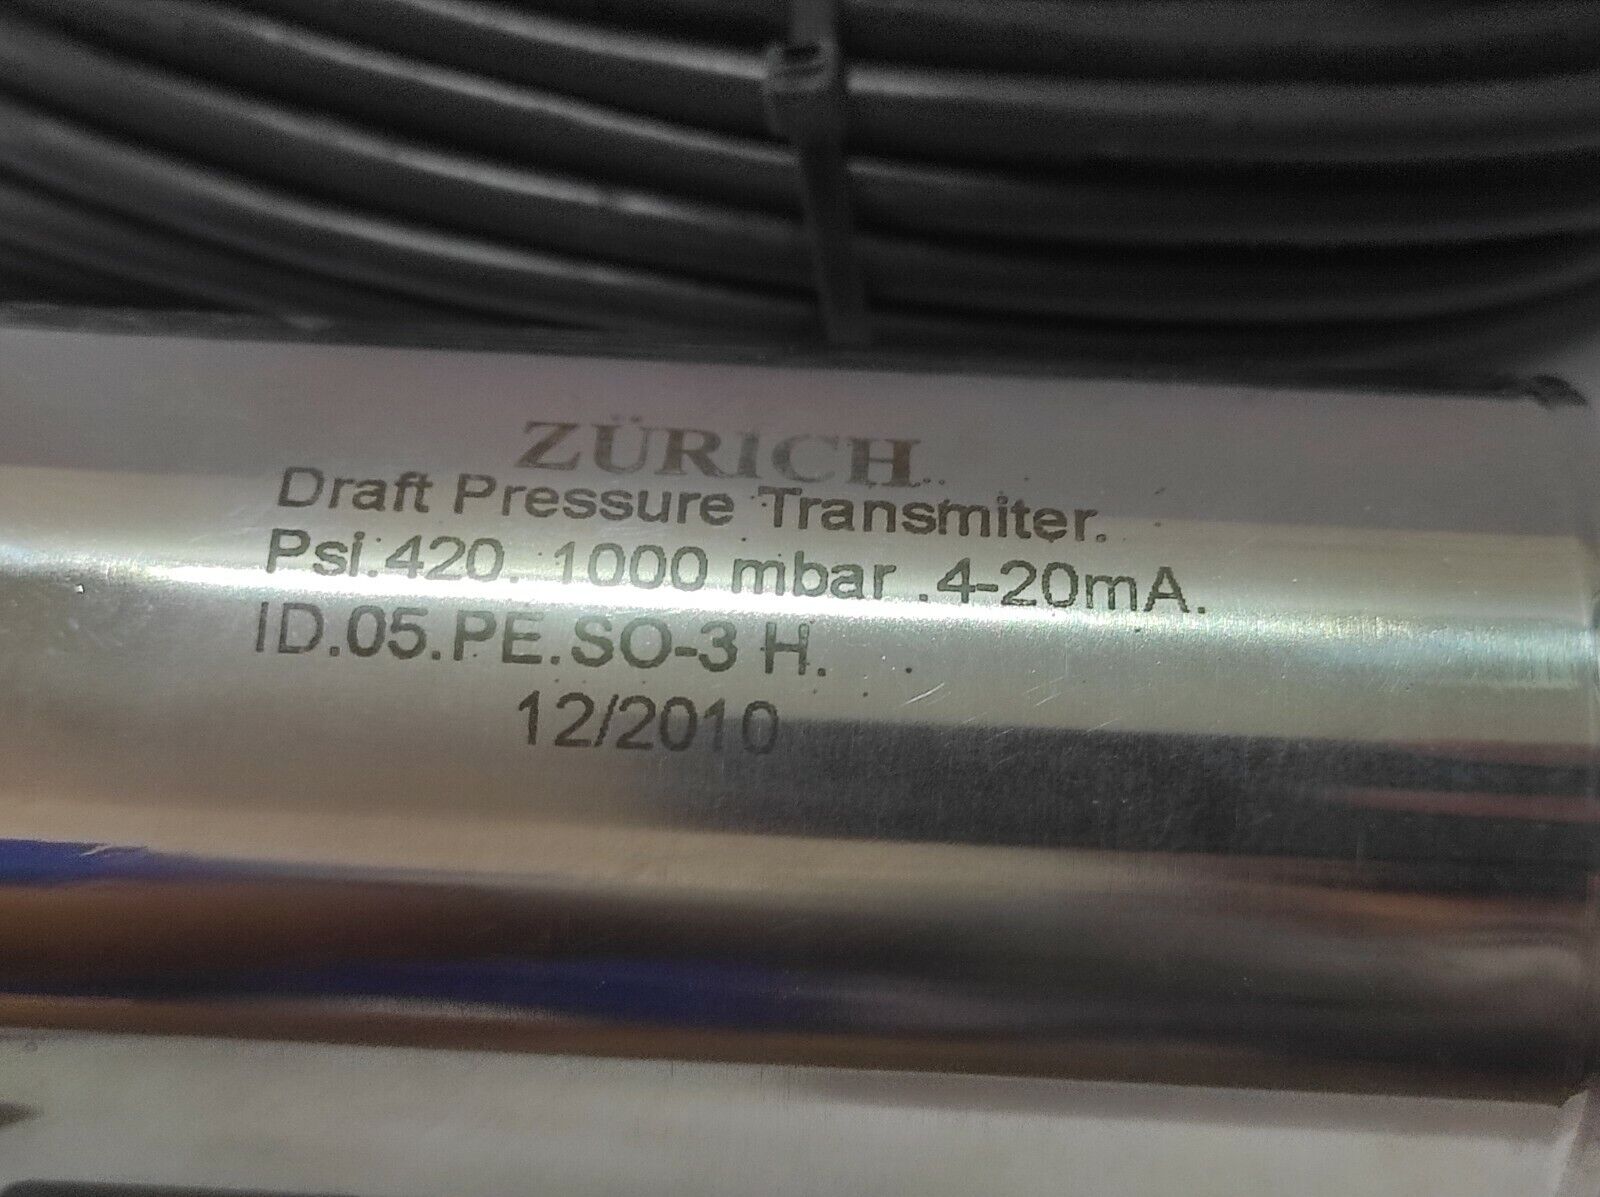 ZÜRICH
Draft Pressure Transmiter.
Psi.420. 1000 mbar .4-20mA.
ID.05.PE.SO-3 H.
12/2010